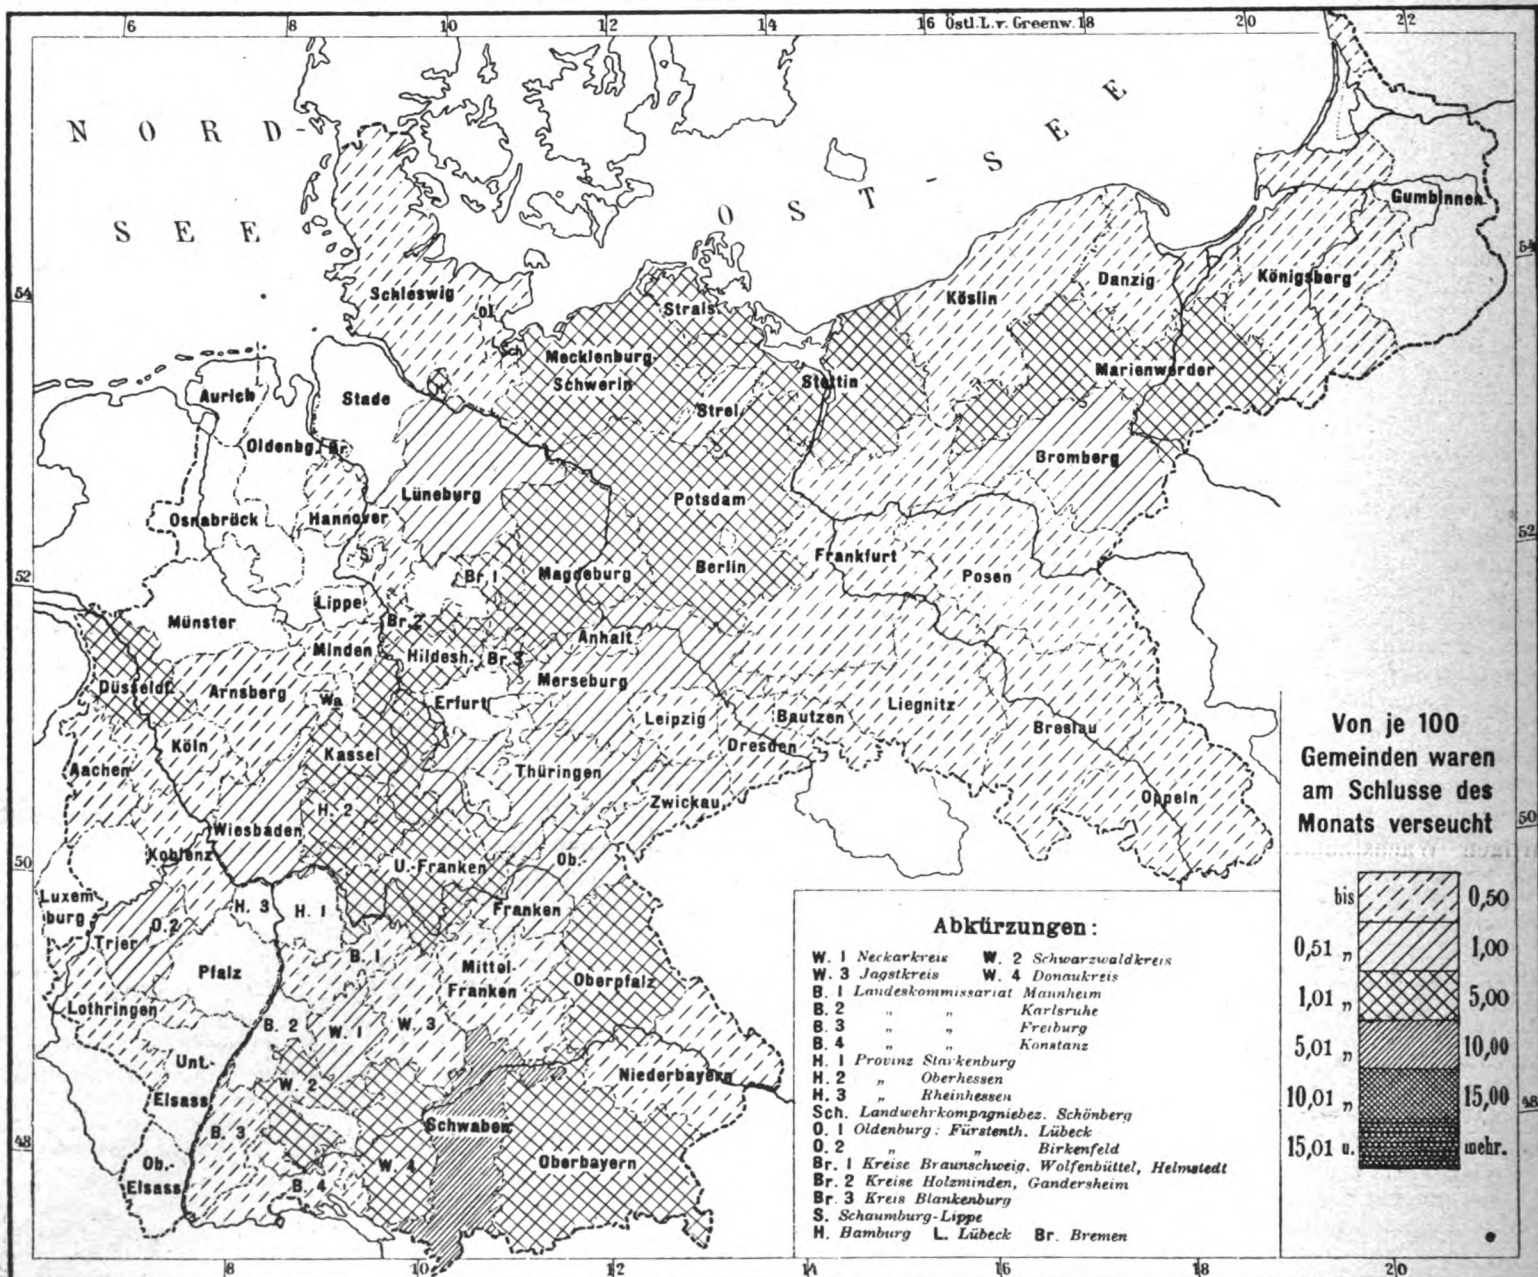 6 8 10 12 14 16 Östl.L.v. Greenw. 18 20 22
NORD-
SEE
OST-SEE
Gumbinnen
Königsberg
Danzig
Köslin
Schleswig
Ol.
Sch
Strals.
Mecklenburg-
Schwerin
Strel.
Stettin
Marienwerder
Bromberg
54
54
Aurich
Stade
Oldenbg.
Br.
Lüneburg
Potsdam
Osnabrück
Hannover
S
Berlin
Frankfurt
Posen
52
52
Br. 1
Magdeburg
Lippe
Münster
Minden
Br. 2
Hildesh.
Br. 3
Anhalt
Merseburg
Düsseldf.
Arnsberg
Wa
Erfurt
Leipzig
Bautzen
Liegnitz
Breslau
Köln
Kassel
Dresden
Aachen
Thüringen
Zwickau
Oppeln
H. 2
Wiesbaden
Koblenz
U.-Franken
Ob.-
Franken
50
50
Luxem
burg
H. 3
H. 1
O.2
Trier
Pfalz
B. 1
Mittel-
Franken
Oberpfalz
Lothringen
B. 2
W. 1
W. 3
Unt.-
Elsass
W. 2
Niederbayern
B. 3
Schwaben
48
48
Ob.-
Elsass
B. 4
W. 4
Oberbayern
8 10 12 14 16 18 20
Von je 100
Gemeinden waren
am Schlusse des
Monats verseucht
bis 0,50
0,51 „ 1,00
1,01 „ 5,00
5,01 „ 10,00
10,01 „ 15,00
15,01 u. mehr.
Abkürzungen:
W. 1 Neckarkreis W. 2 Schwarzwaldkreis
W. 3 Jagstkreis W. 4 Donaukreis
B. 1 Landeskommissariat Mannheim
B. 2 „ „ Karlsruhe
B. 3 „ „ Freiburg
B. 4 „ „ Konstanz
H. 1 Provinz Starkenburg
H. 2 „ Oberhessen
H. 3 „ Rheinhessen
Sch. Landwehrkompagniebez. Schönberg
O. 1 Oldenburg: Fürstenth. Lübeck
O. 2 „ „ Birkenfeld
Br. 1 Kreise Braunschweig, Wolfenbüttel, Helmstedt
Br. 2 Kreise Holzminden, Gandersheim
Br. 3 Kreis Blankenburg
S. Schaumburg-Lippe
H. Hamburg L. Lübeck Br. Bremen